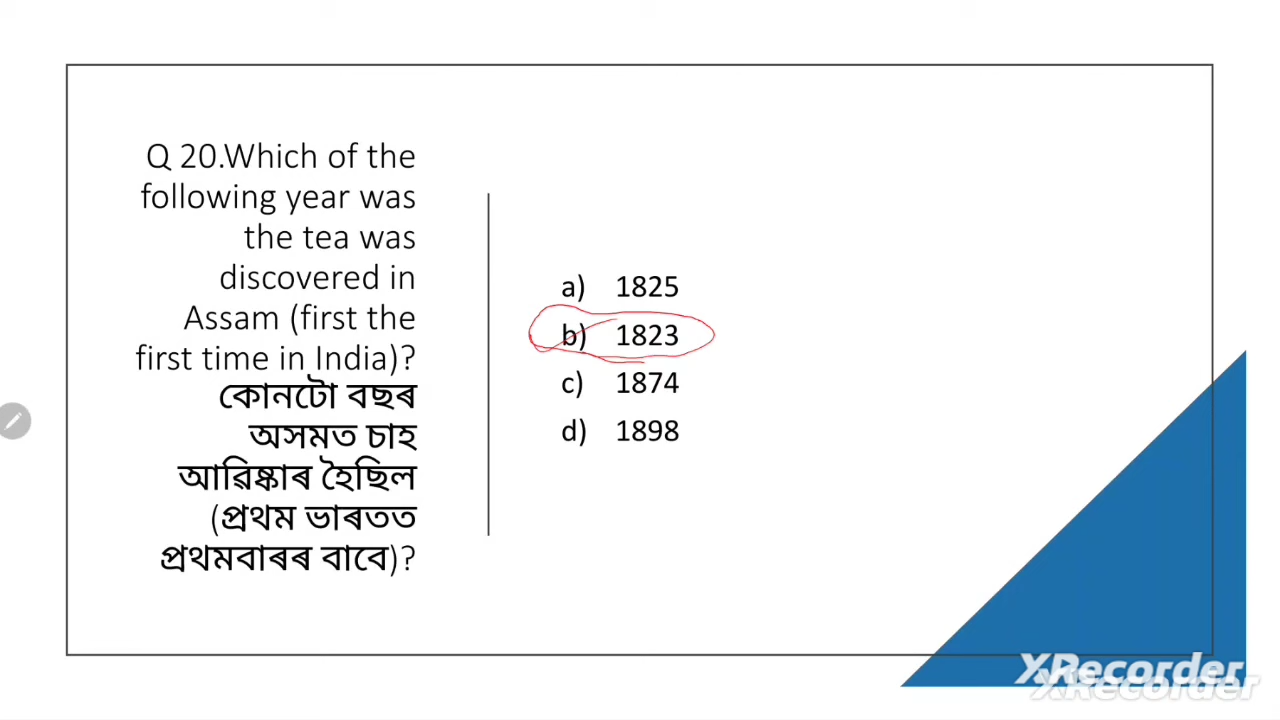 Q 20.Which of the
following year was
the tea was
discovered in
Assam (first the
first time in India)?
কোনটো বছৰ
অসমত চাহ
আৱিষ্কাৰ হৈছিল
(প্ৰথম ভাৰতত
প্ৰথমবাৰৰ বাবে)?
a) 1825
b) 1823
c) 1874
d) 1898
XRecorder
XRecorder